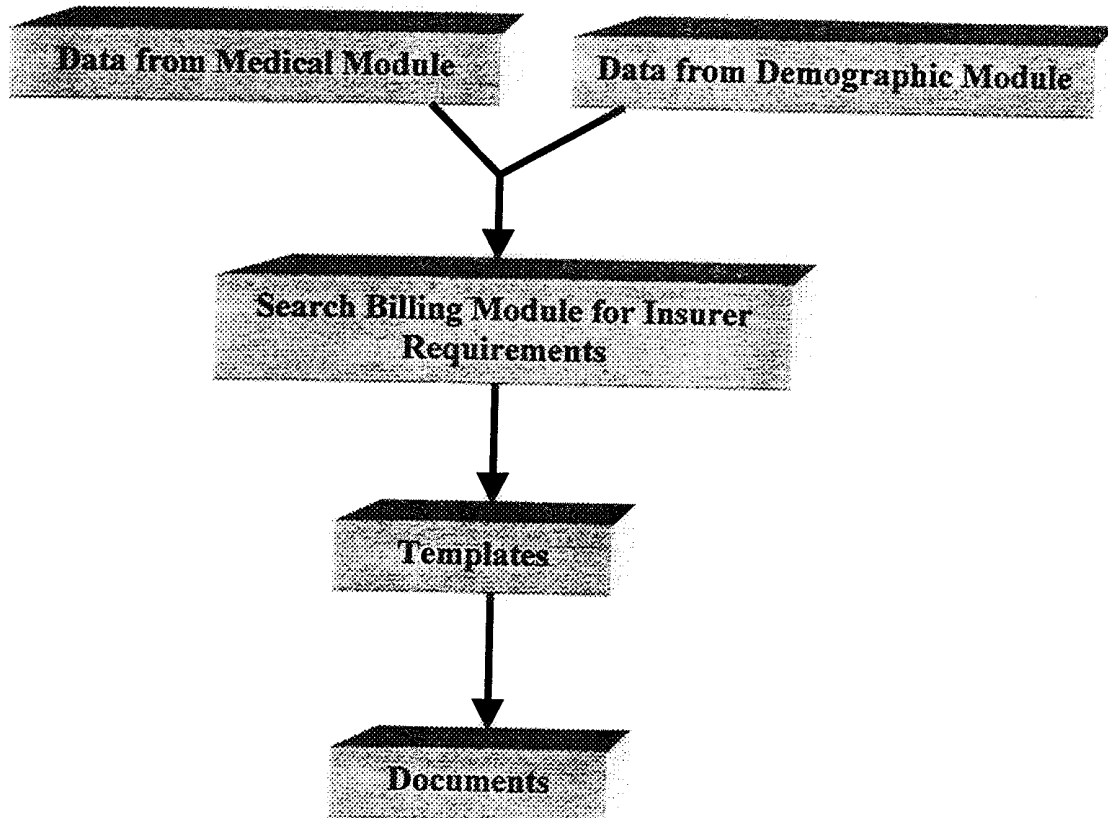 Data from Medical Module
Data from Demographic Module
Search Billing Module for Insurer
Requirements
Templates
Documents